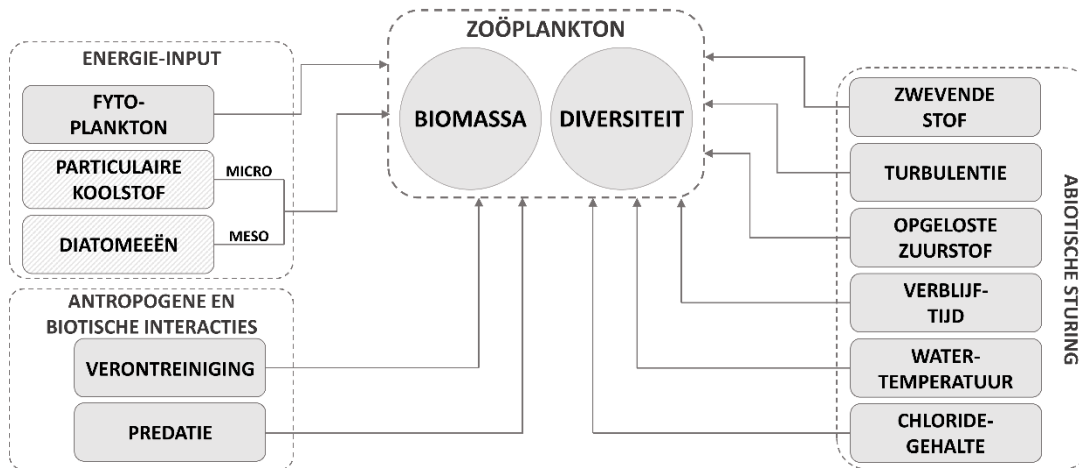 ZOÖPLANKTON
BIOMASSA
DIVERSITEIT
ENERGIE-INPUT
FYTO-
PLANKTON
PARTICULAIRE
KOOLSTOF
MICRO
DIATOMEEËN
MESO
ANTROPOGENE EN
BIOTISCHE INTERACTIES
VERONTREINIGING
PREDATIE
ABIOTISCHE STURING
ZWEVENDE
STOF
TURBULENTIE
OPGELOSTE
ZUURSTOF
VERBLIJF-
TIJD
WATER-
TEMPERATUUR
CHLORIDE-
GEHALTE